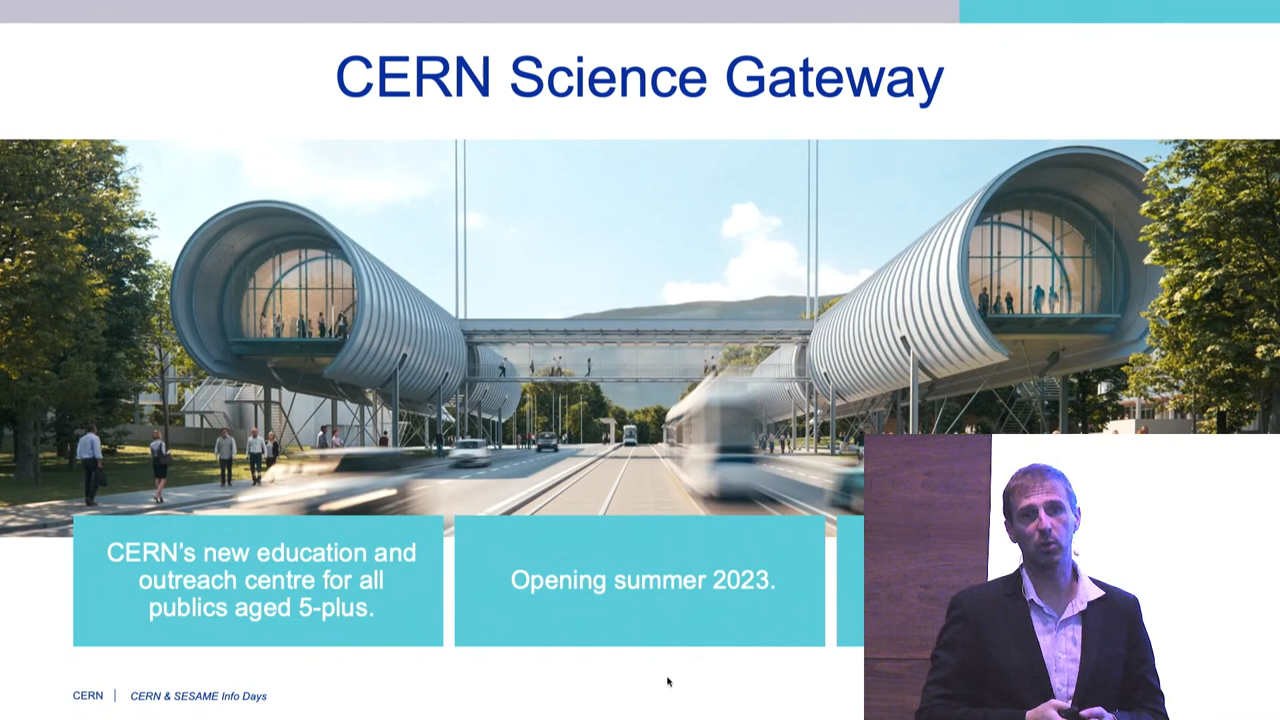 CERN Science Gateway
CERN's new education and
outreach centre for all
publics aged 5-plus.
Opening summer 2023.
CERN | CERN & SESAME Info Days